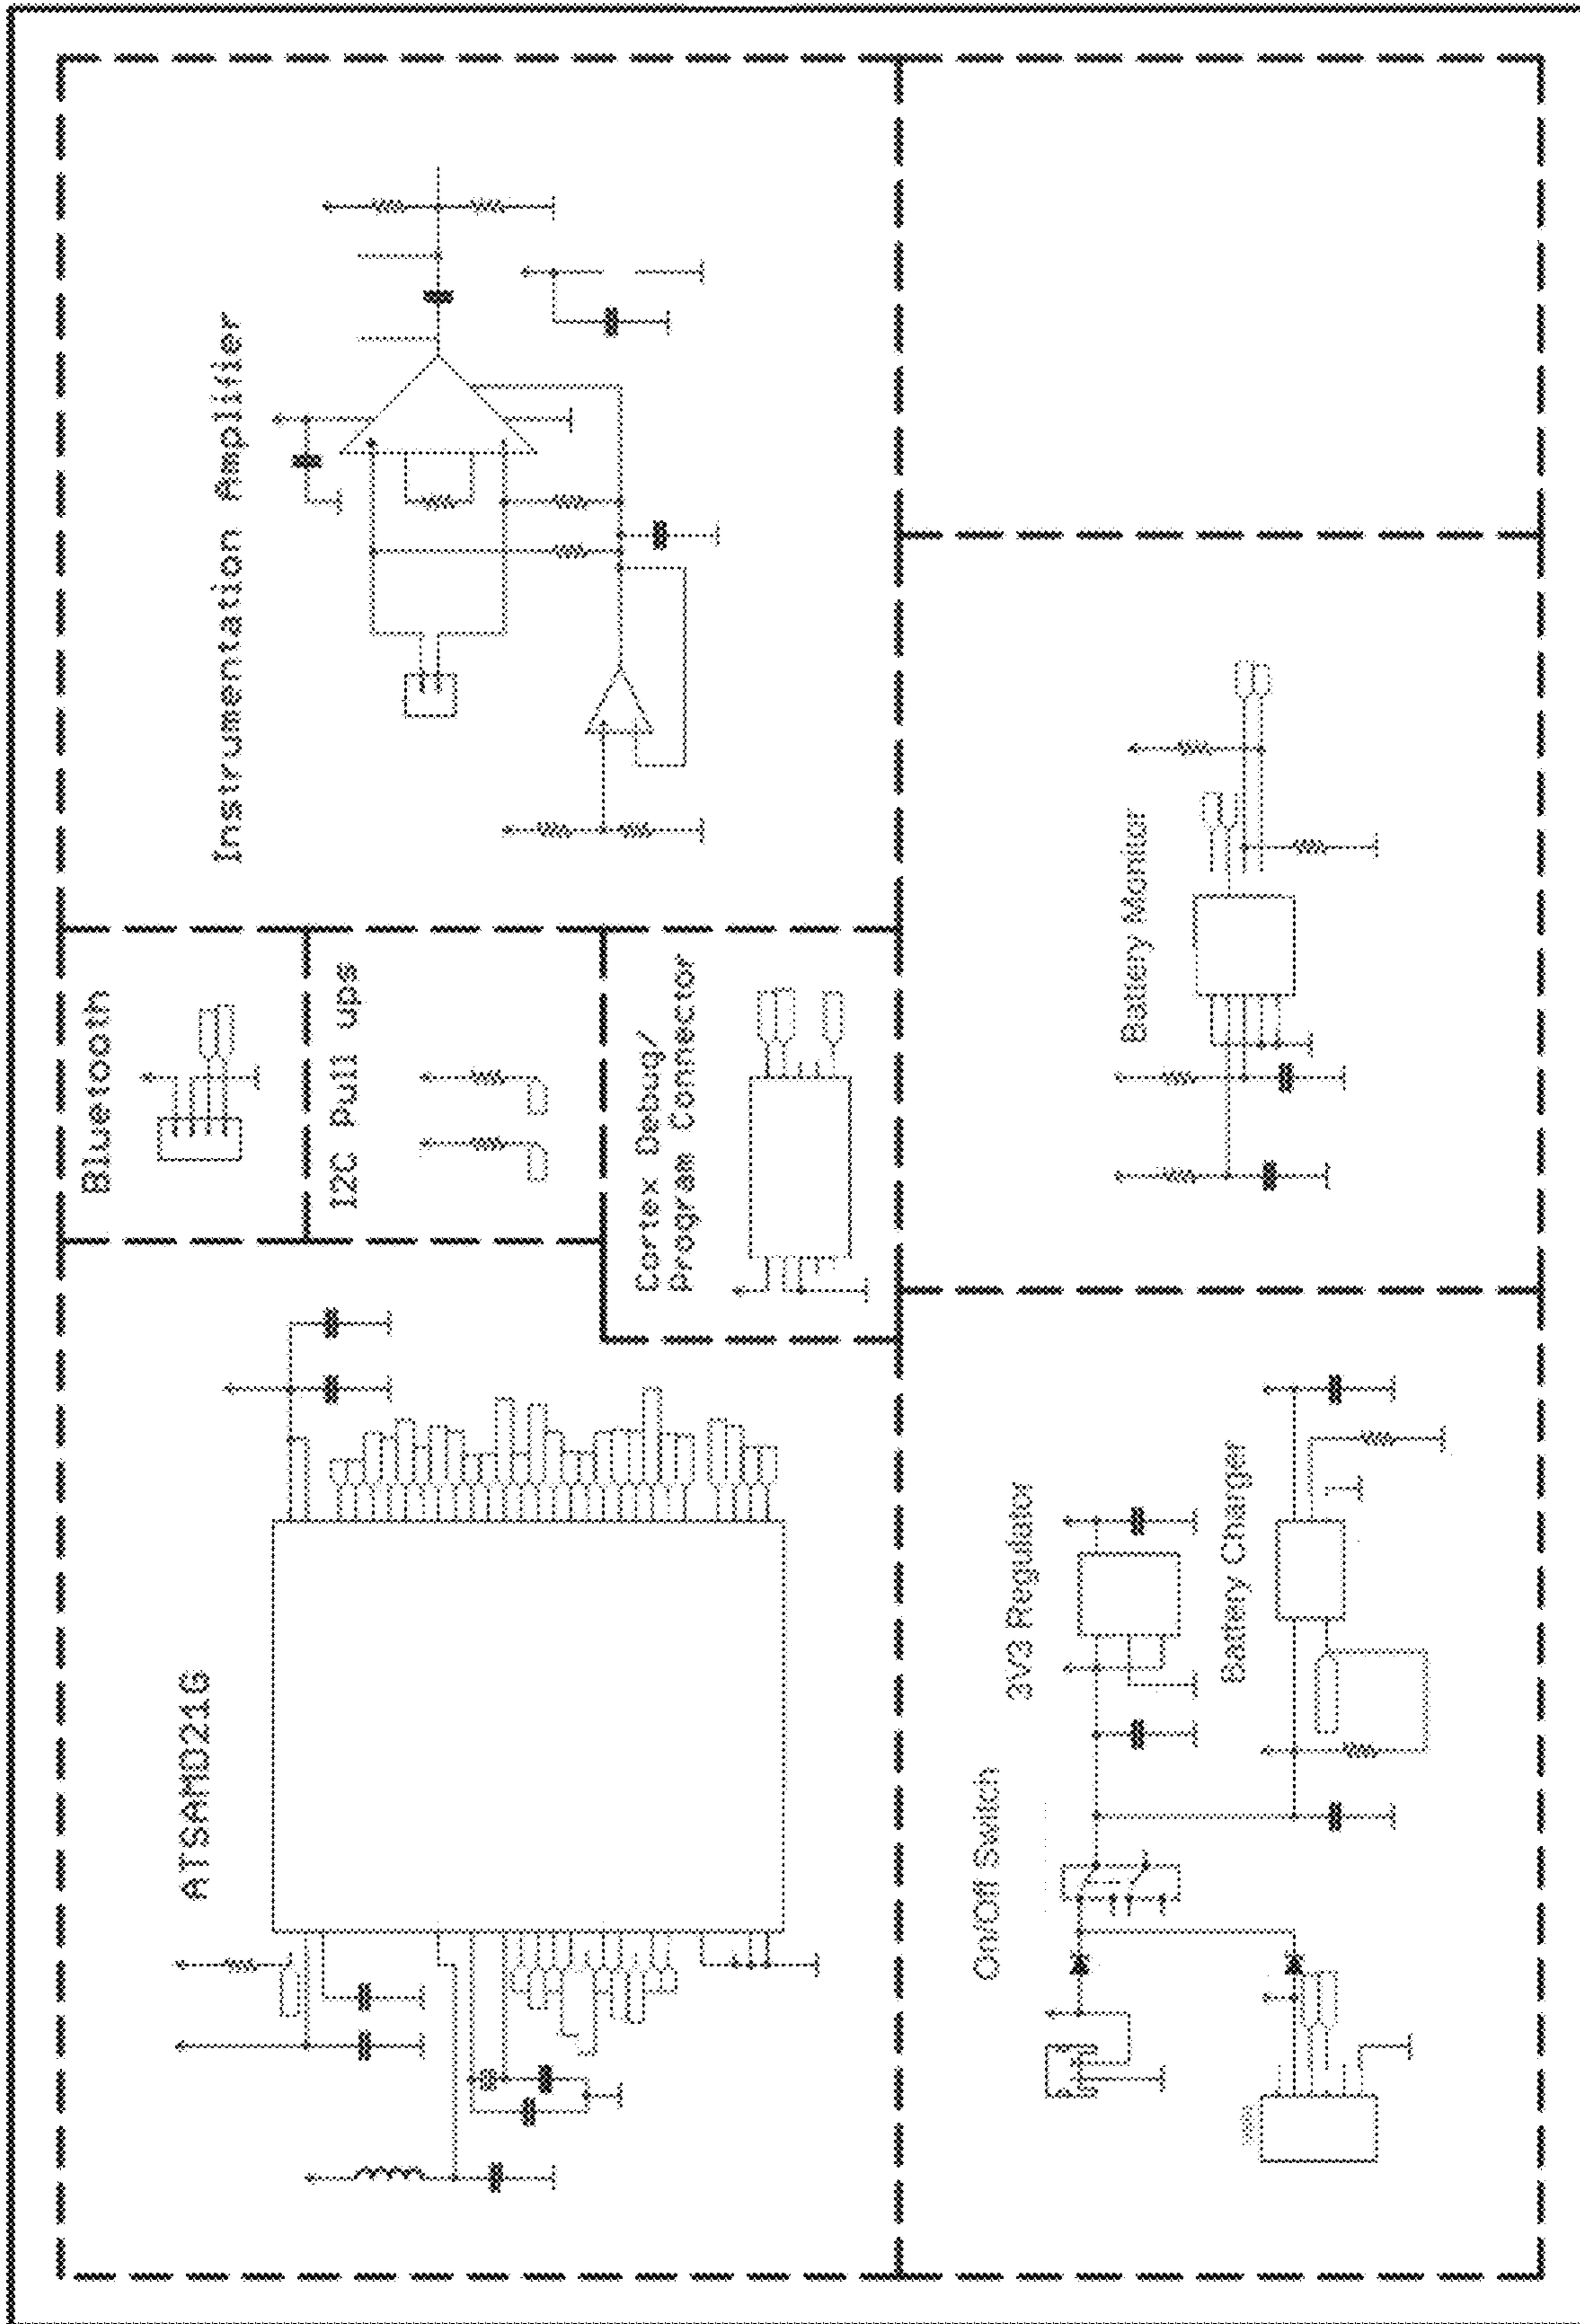 ATSAMD21G
Bluetooth
I2C Pull ups
Cortex Debug/
Program Connector
Instrumentation Amplifier
On/Off Switch
3V3 Regulator
Battery Charger
Battery Monitor